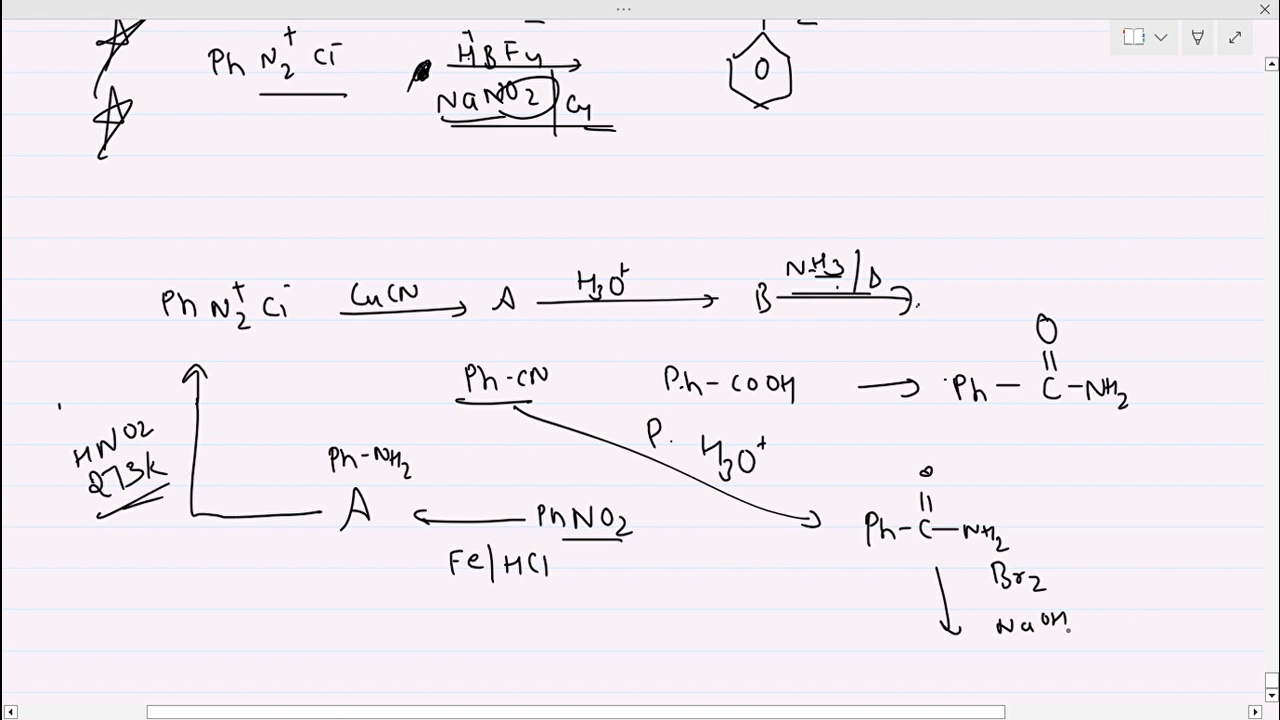 Ph N2+ Cl- HBF4
NaNO2 | Cu
Ph N2+ Cl- CuCN A H3O+ B NH3/Δ
O
||
Ph-CN Ph-COOH Ph-C-NH2
HNO2
273K
P. H3O+
Ph-NH2
A PhNO2
Fe/HCl
O
||
Ph-C-NH2
Br2
NaOH